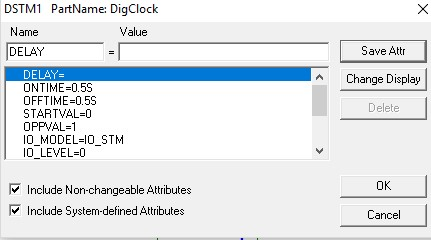 DSTM1   PartName: DigClock
Name Value
DELAY = Save Attr
DELAY=
ONTIME=0.5S Change Display
OFFTIME=0.5S
STARTVAL=0 Delete
OPPVAL=1
IO_MODEL=IO_STM
IO_LEVEL=0
Include Non-changeable Attributes OK
Include System-defined Attributes Cancel